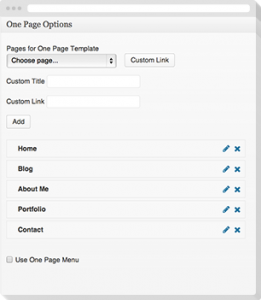 One Page Options
Pages for One Page Template
Choose page... Custom Link
Custom Title
Custom Link
Add
Home
Blog
About Me
Portfolio
Contact
Use One Page Menu